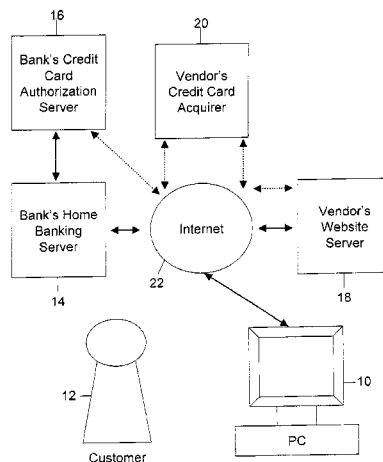 16
20
Bank's Credit
Card
Authorization
Server
Vendor's
Credit Card
Acquirer
Bank's Home
Banking
Server
Internet
Vendor's
Website
Server
14
22
18
12
10
Customer
PC